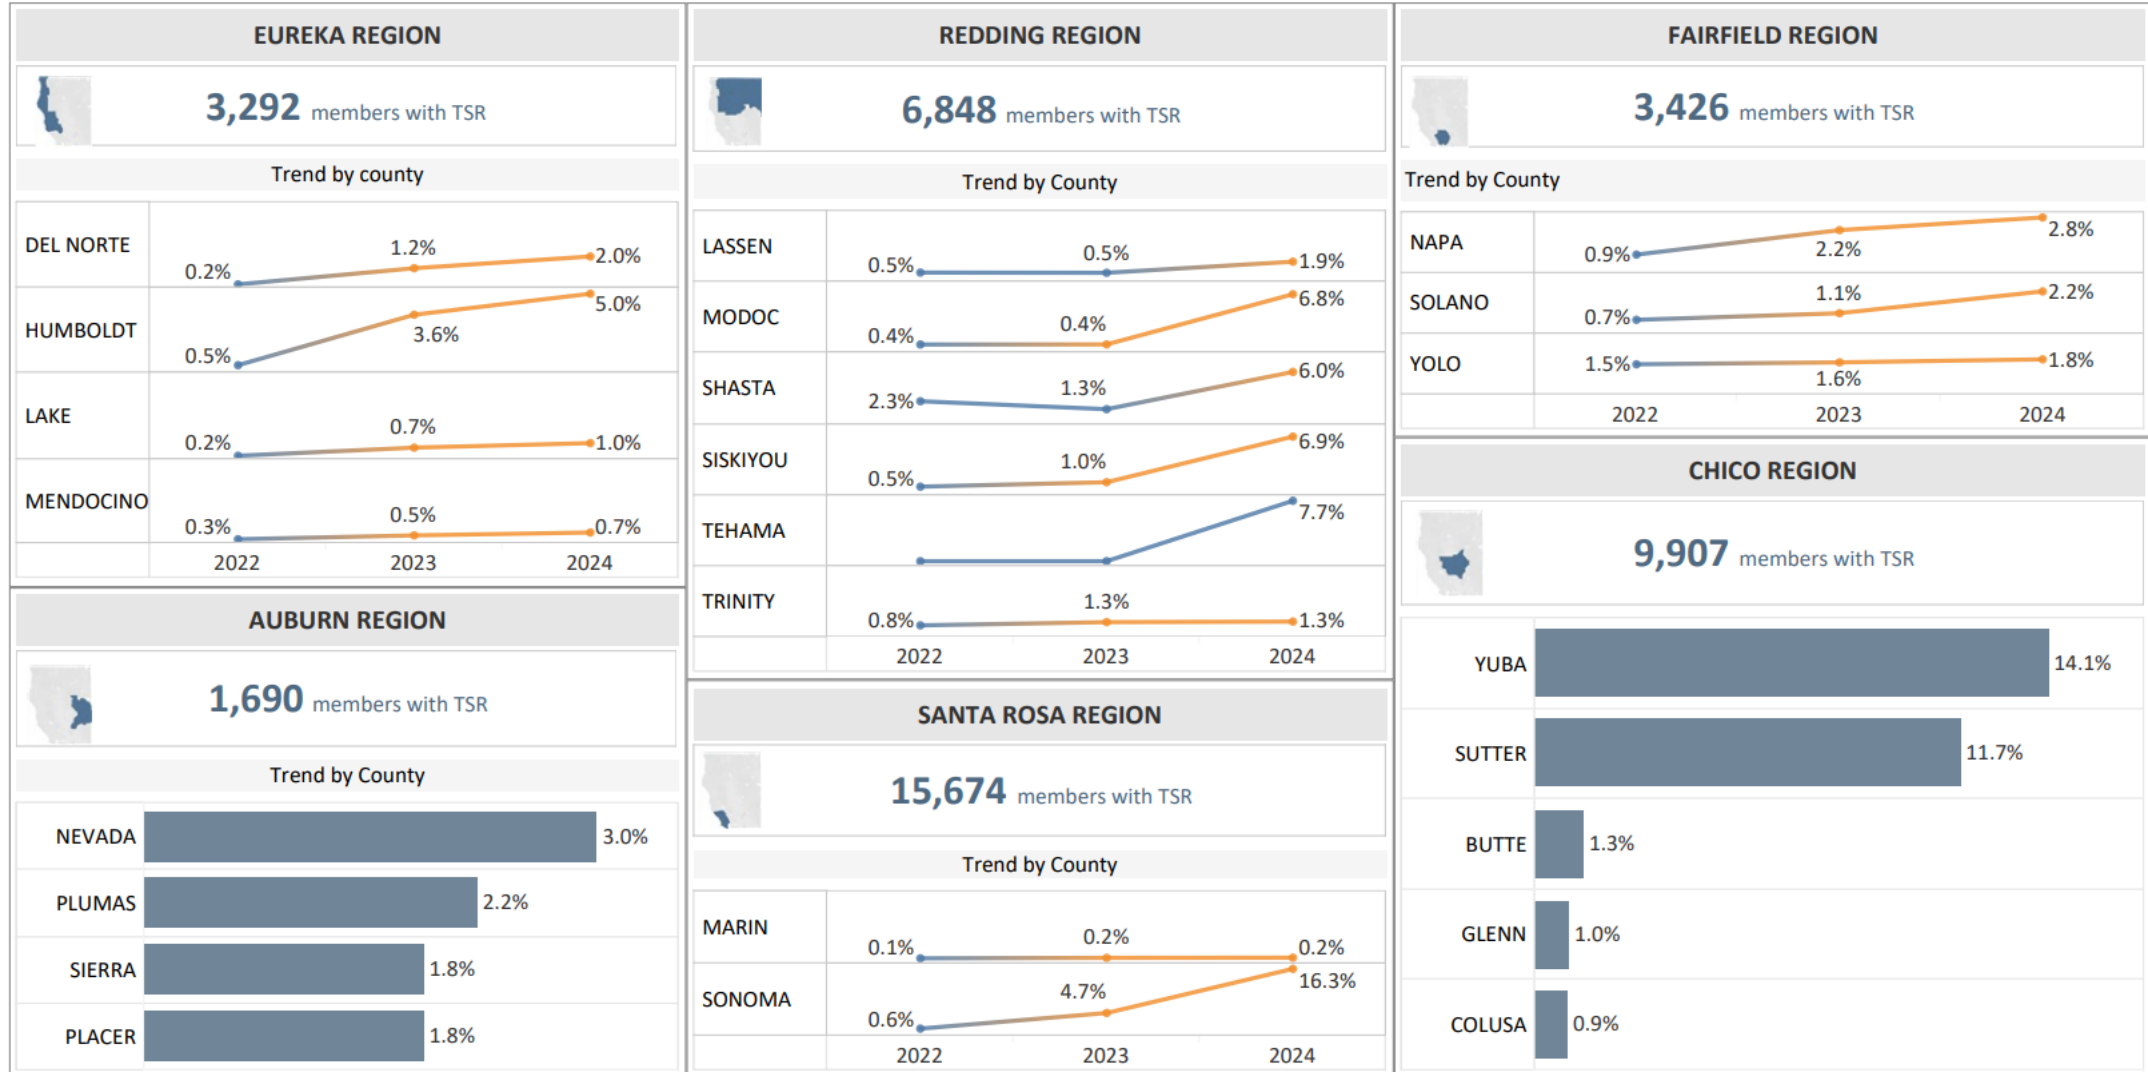 EUREKA REGION
3,292 members with TSR
Trend by county
DEL NORTE
0.2%
1.2%
2.0%
HUMBOLDT
0.5%
3.6%
5.0%
LAKE
0.2%
0.7%
1.0%
MENDOCINO
0.3%
0.5%
0.7%
2022 2023 2024
AUBURN REGION
1,690 members with TSR
Trend by County
NEVADA 3.0%
PLUMAS 2.2%
SIERRA 1.8%
PLACER 1.8%
REDDING REGION
6,848 members with TSR
Trend by County
LASSEN
0.5%
0.5%
1.9%
MODOC
0.4%
0.4%
6.8%
SHASTA
2.3%
1.3%
6.0%
SISKIYOU
0.5%
1.0%
6.9%
TEHAMA
7.7%
TRINITY
0.8%
1.3%
1.3%
2022 2023 2024
SANTA ROSA REGION
15,674 members with TSR
Trend by County
MARIN
0.1%
0.2%
0.2%
SONOMA
0.6%
4.7%
16.3%
2022 2023 2024
FAIRFIELD REGION
3,426 members with TSR
Trend by County
NAPA
0.9%
2.2%
2.8%
SOLANO
0.7%
1.1%
2.2%
YOLO
1.5%
1.6%
1.8%
2022 2023 2024
CHICO REGION
9,907 members with TSR
YUBA 14.1%
SUTTER 11.7%
BUTTE 1.3%
GLENN 1.0%
COLUSA 0.9%